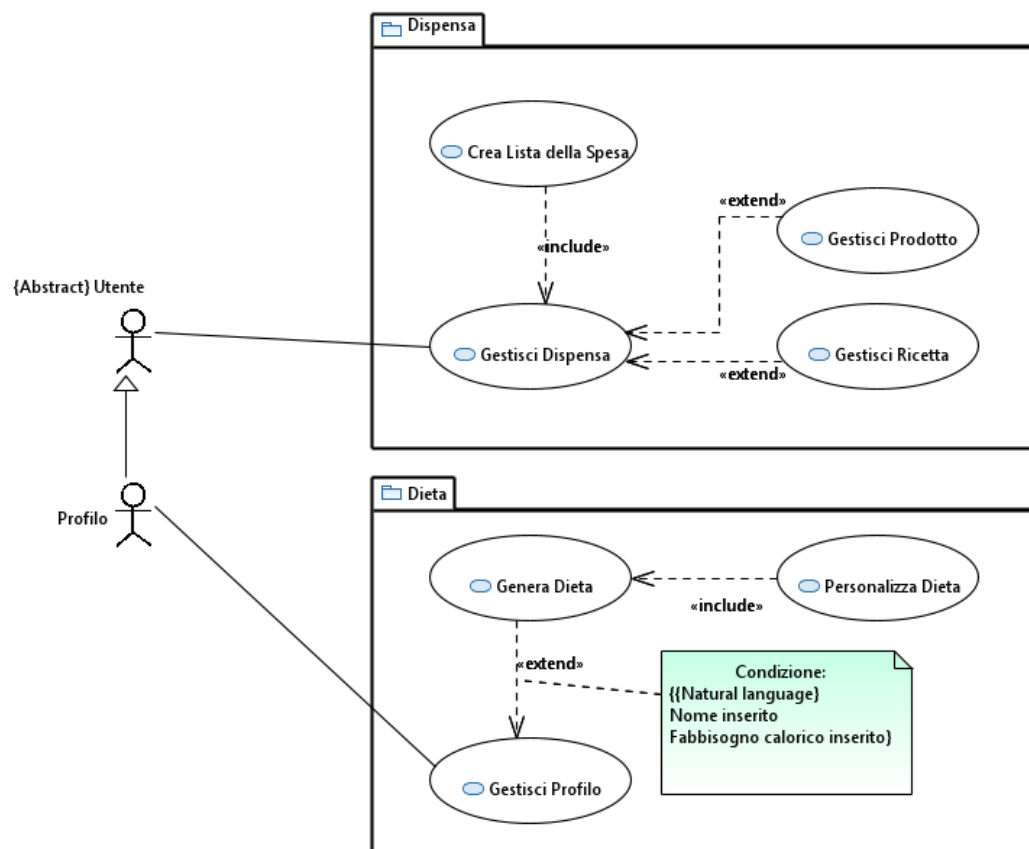 Dispensa
Crea Lista della Spesa
«extend»
Gestisci Prodotto
«include»
{Abstract} Utente
Gestisci Dispensa
Gestisci Ricetta
«extend»
Dieta
Profilo
Genera Dieta
Personalizza Dieta
«include»
«extend»
Condizione:
{{Natural language}
Nome inserito
Fabbisogno calorico inserito}
Gestisci Profilo